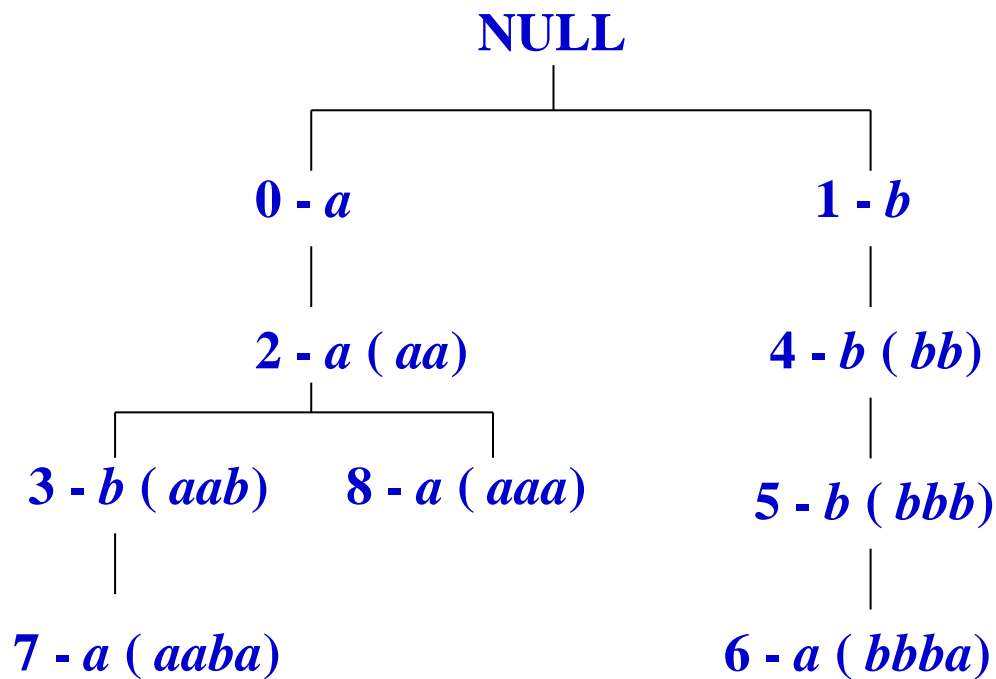 NULL
0 - a
1 - b
2 - a ( aa)
4 - b ( bb)
3 - b ( aab)
8 - a ( aaa)
5 - b ( bbb)
7 - a ( aaba)
6 - a ( bbba)